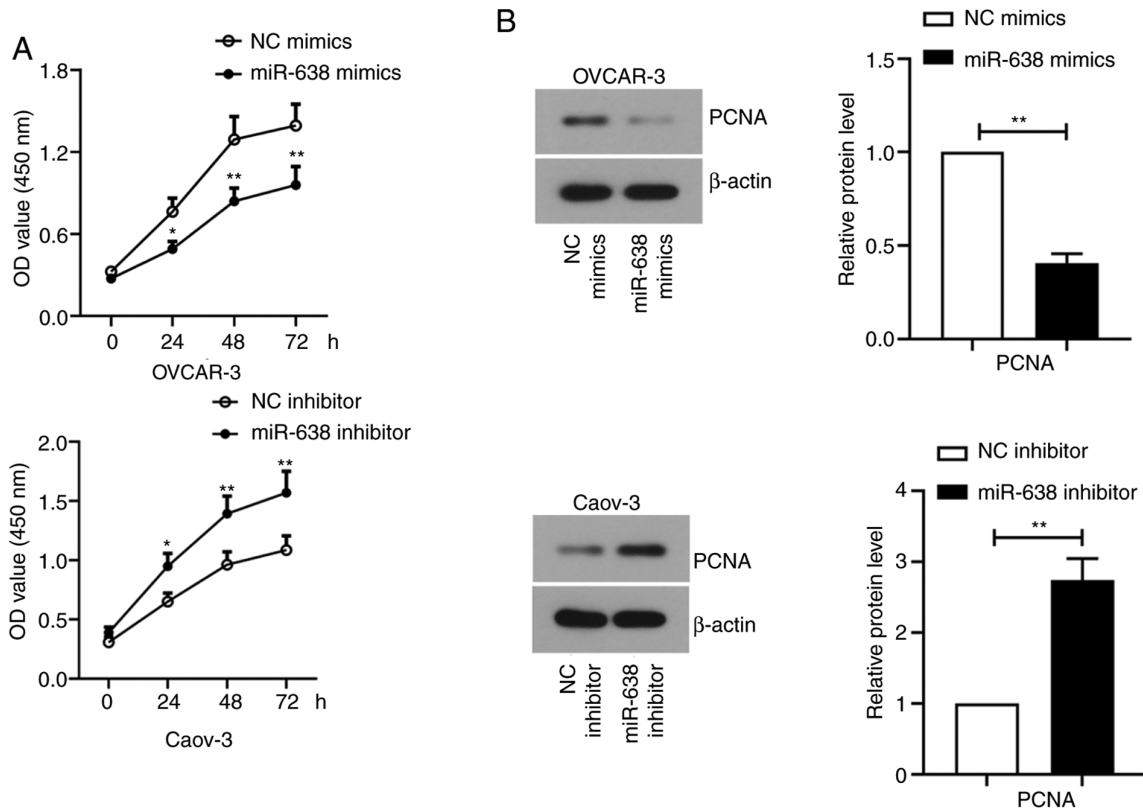 A
NC mimics
miR-638 mimics
OD value (450 nm)
1.8
1.2
0.6
0.0
*
**
**
0 24 48 72 h
OVCAR-3
NC inhibitor
miR-638 inhibitor
OD value (450 nm)
2.0
1.5
1.0
0.5
0.0
*
**
**
0 24 48 72 h
Caov-3
B
OVCAR-3
PCNA
β-actin
NC
mimics
miR-638
mimics
NC mimics
miR-638 mimics
Relative protein level
1.5
1.0
0.5
0.0
**
PCNA
Caov-3
PCNA
β-actin
NC
inhibitor
miR-638
inhibitor
NC inhibitor
miR-638 inhibitor
Relative protein level
4
3
2
1
0
**
PCNA